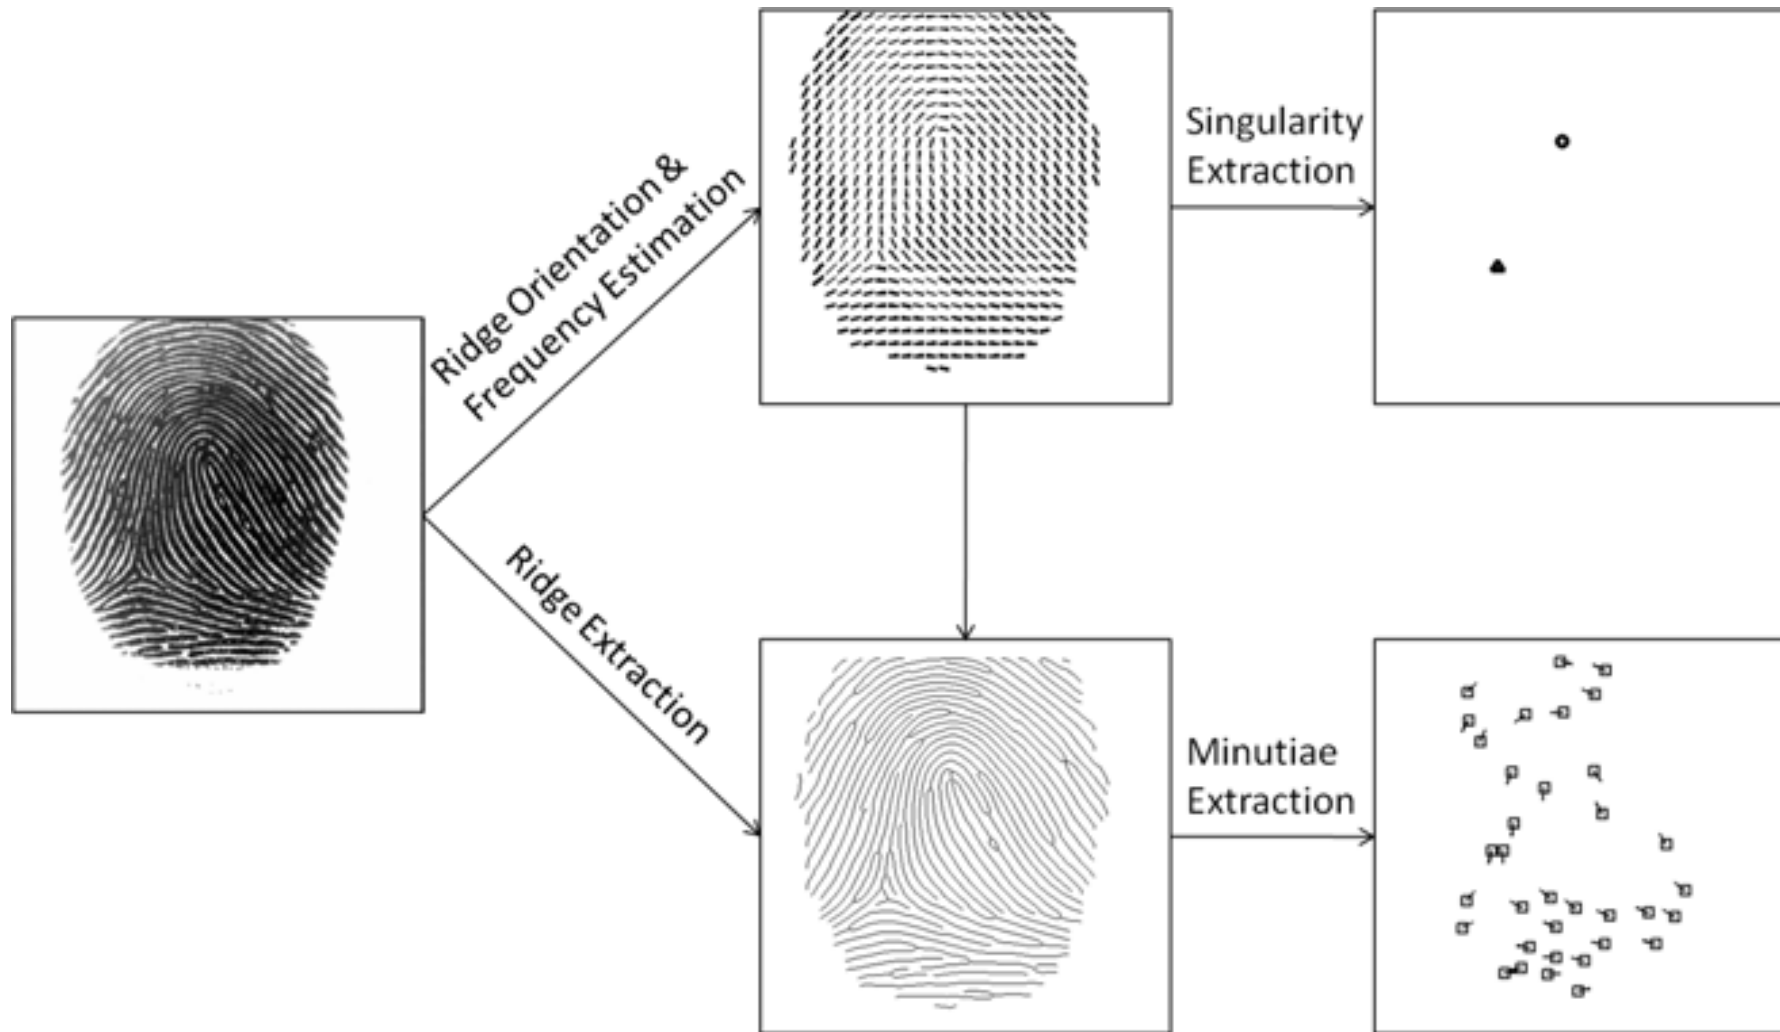 Ridge Orientation &
Frequency Estimation
Singularity
Extraction
Ridge Extraction
Minutiae
Extraction